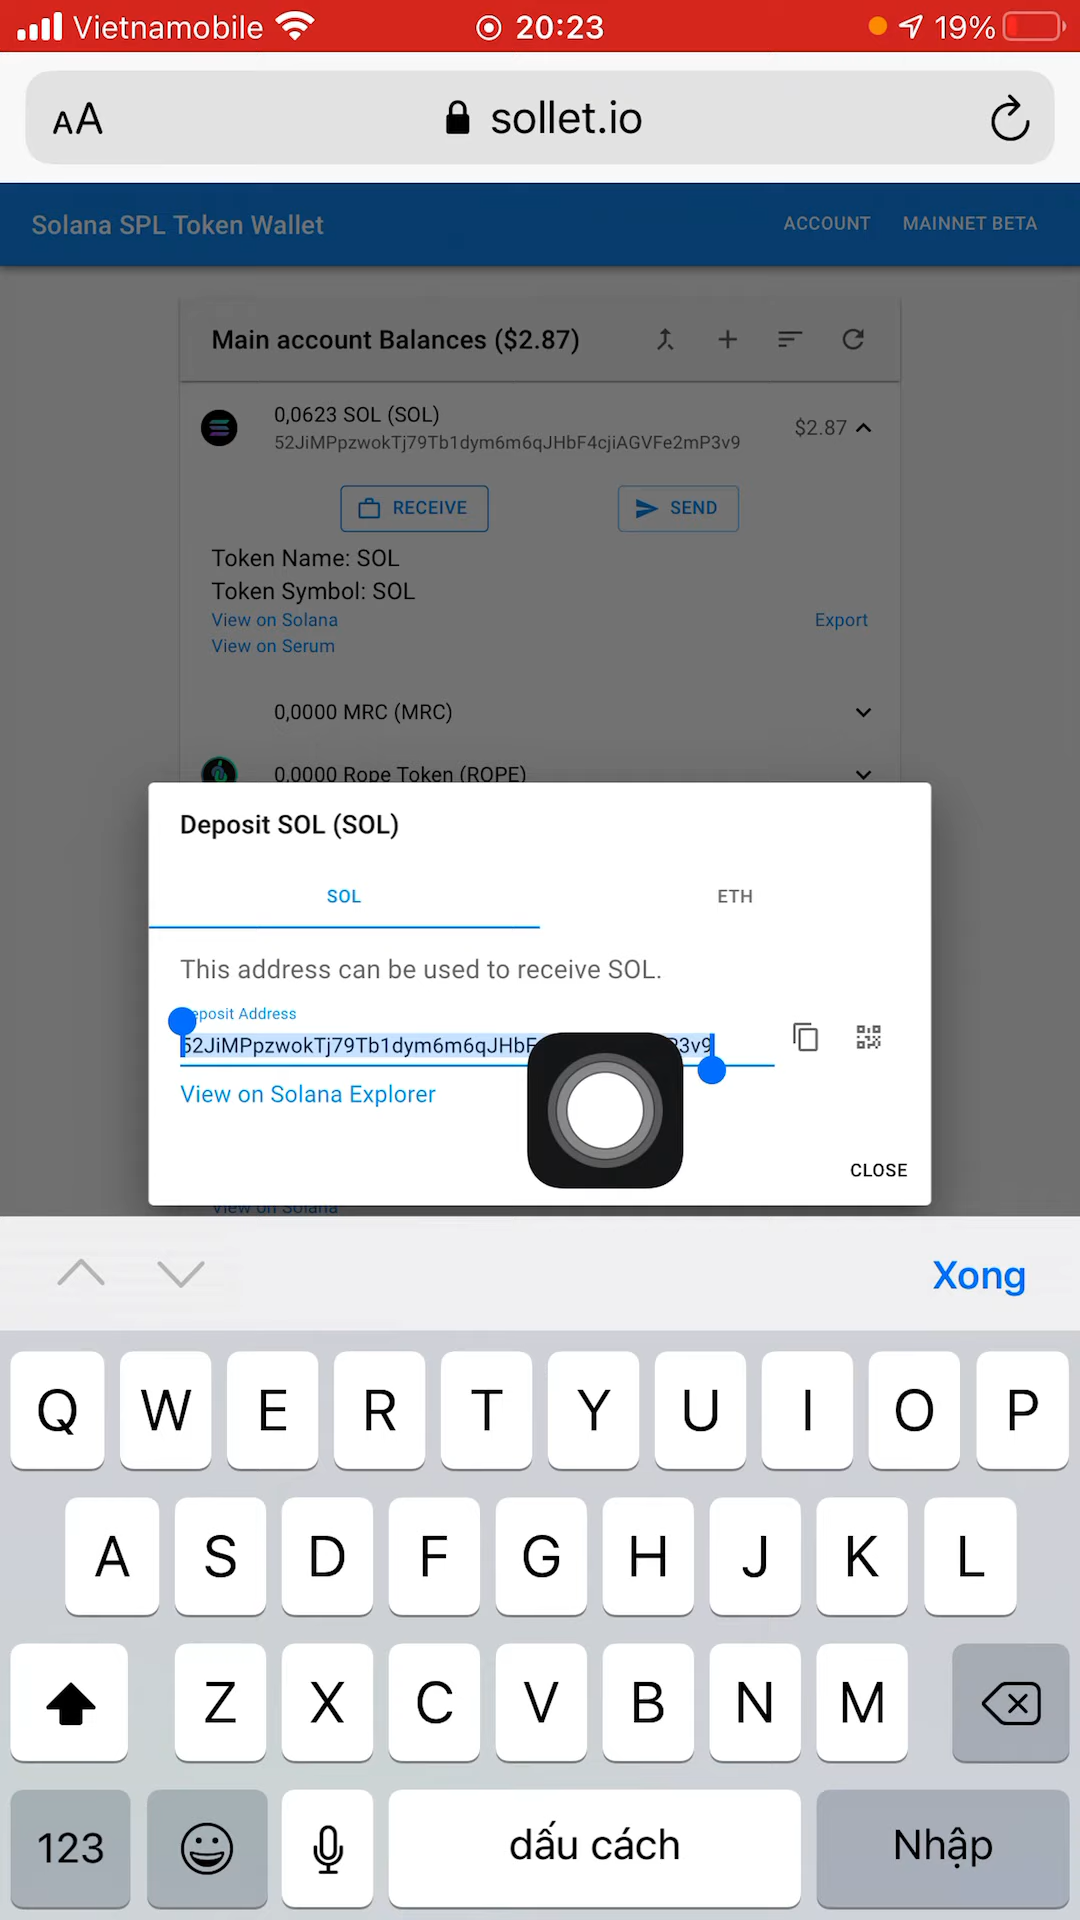 Vietnamobile 20:23 19%
AA sollet.io
Solana SPL Token Wallet ACCOUNT MAINNET BETA
Main account Balances ($2.87)
0,0623 SOL (SOL)
52JiMPpzwokTj79Tb1dym6m6qJHbF4cjiAGVFe2mP3v9
$2.87
RECEIVE SEND
Token Name: SOL
Token Symbol: SOL
View on Solana Export
View on Serum
0,0000 MRC (MRC)
0,0000 Rope Token (ROPE)
Deposit SOL (SOL)
SOL ETH
This address can be used to receive SOL.
Address
52JiMPpzwokTj79Tb1dym6m6qJHbF 3v9
View on Solana Explorer
CLOSE
View on Solana
Xong
Q W E R T Y U I O P
A S D F G H J K L
Z X C V B N M
123 dấu cách Nhập